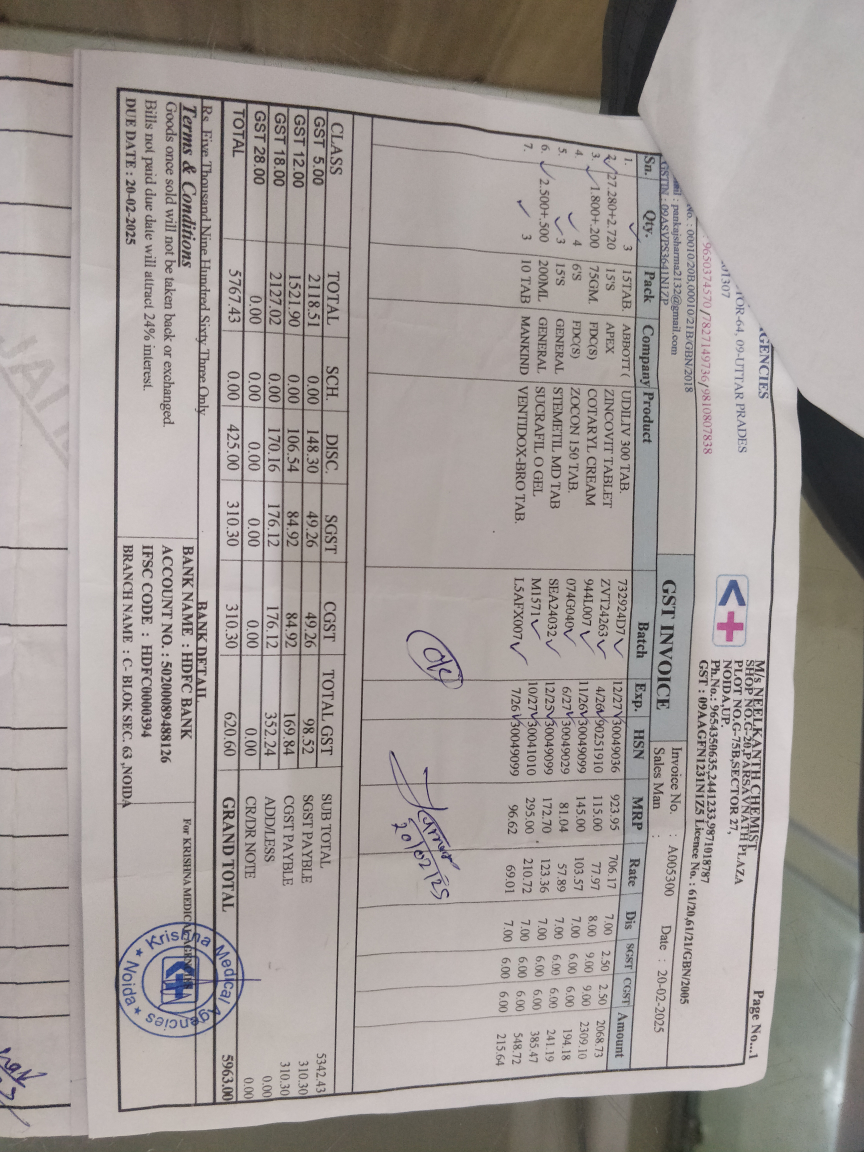 GENCIES
TOR-64, 09-UTTAR PRADES
01307
9650374570/7827149736/9810807838
No. : 00010/20B,00010/21B/GBN/2018
il : pankajsharma2132@gmail.com
GSTIN : 09ASVPS3641N1ZP
Page No...1
M/s NEELKANTH CHEMIST
SHOP NO.G-20,PARSAVNATH PLAZA
PLOT NO.G-75B,SECTOR 27,
NOIDA,UP.
Ph.No.: 9654350635,2441233,9871018787
GST : 09AAGFN1231N1Z5 Licence No. : 61/20,61/21/GBN/2005
GST INVOICE
Invoice No. : A005300 Date : 20-02-2025
Sales Man :
Sn. Qty. Pack Company Product Batch Exp. HSN MRP Rate Dis SGST CGST Amount
1. 3 15TAB. ABBOTT ( UDILIV 300 TAB. 732924D7 12/27 30049036 923.95 706.17 7.00 2.50 2.50 2068.73
2. 27.280+2.720 15'S APEX ZINCOVIT TABLET ZVT24263 4/26 90251910 115.00 77.97 8.00 9.00 9.00 2309.10
3. 1.800+.200 75GM. FDC(S) COTARYL CREAM 944L007 11/26 30049099 145.00 103.57 7.00 6.00 6.00 194.18
4. 4 6'S FDC(S) ZOCON 150 TAB. 074G040 6/27 30049029 81.04 57.89 7.00 6.00 6.00 241.19
5. 3 15'S GENERAL STEMETIL MD TAB SEA24032 12/25 30049099 172.70 123.36 7.00 6.00 6.00 385.47
6. 2.500+.500 200ML GENERAL SUCRAFIL O GEL M1571 10/27 30041010 295.00 210.72 7.00 6.00 6.00 548.72
7. 3 10 TAB MANKIND VENTIDOX-BRO TAB L5AFX007 7/26 30049099 96.62 69.01 7.00 6.00 6.00 215.64
OK
20/02/25
CLASS TOTAL SCH. DISC. SGST CGST TOTAL GST
GST 5.00 2118.51 0.00 148.30 49.26 49.26 98.52
GST 12.00 1521.90 0.00 106.54 84.92 84.92 169.84
GST 18.00 2127.02 0.00 170.16 176.12 176.12 352.24
GST 28.00 0.00 0.00 0.00 0.00 0.00 0.00
TOTAL 5767.43 0.00 425.00 310.30 310.30 620.60
SUB TOTAL 5342.43
SGST PAYBLE 310.30
CGST PAYBLE 310.30
ADD/LESS 0.00
CR/DR NOTE 0.00
GRAND TOTAL 5963.00
Rs. Five Thousand Nine Hundred Sixty Three Only
Terms & Conditions
Goods once sold will not be taken back or exchanged.
Bills not paid due date will attract 24% interest.
DUE DATE : 20-02-2025
BANK DETAIL
BANK NAME : HDFC BANK
ACCOUNT NO. : 50200089488126
IFSC CODE : HDFC0000394
BRANCH NAME : C- BLOK SEC. 63 ,NOIDA
For KRISHNA MEDICAL AGENCIES
Krishna Medical Agencies
Noida